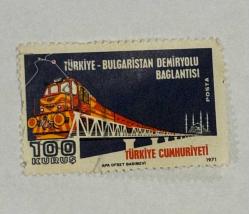 TÜRKİYE - BULGARİSTAN DEMİRYOLU
BAĞLANTISI
POSTA
100
KURUŞ
TÜRKİYE CUMHURİYETİ
APA OFSET BASIMEVİ
1971